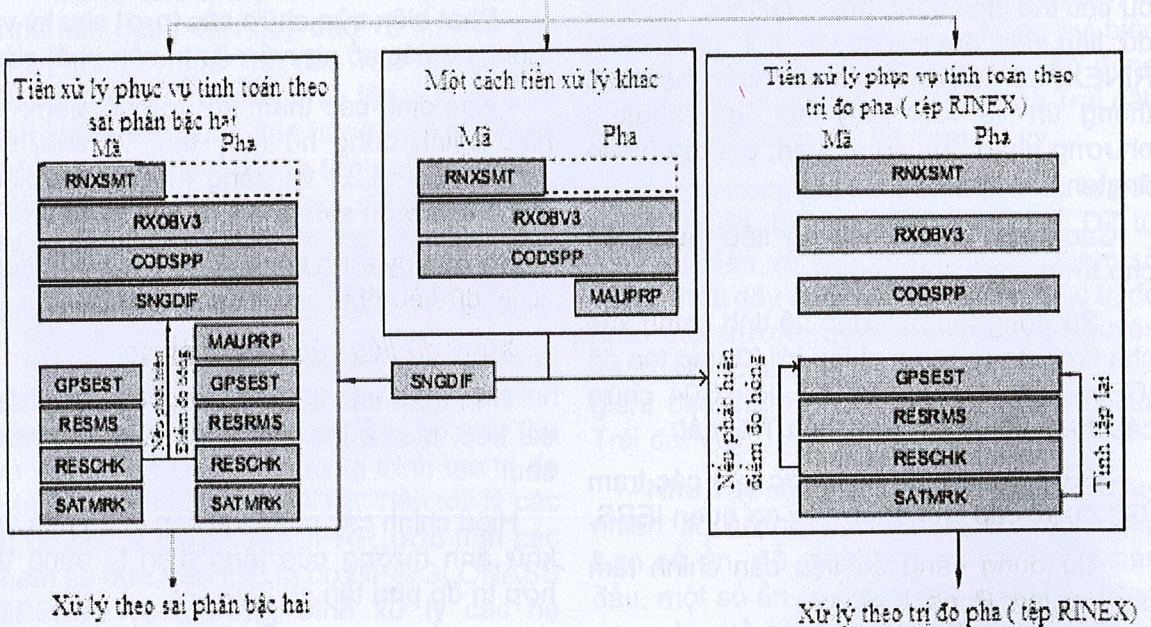 Tiền xử lý phục vụ tính toán theo
sai phân bậc hai
Mã Pha
RNXSMT
RXOBV3
CODSPP
SNGDIF
MAUPRP
GPSEST GPSEST
RESMS RESRMS
RESCHK RESCHK
SATMRK SATMRK
điểm đo hỏng
Một cách tiền xử lý khác
Mã Pha
RNXSMT
RXOBV3
CODSPP
MAUPRP
SNGDIF
Tiền xử lý phục vụ tính toán theo
trị đo pha ( tệp RINEX )
Mã Pha
RNXSMT
RXOBV3
CODSPP
GPSEST
RESRMS
RESCHK
SATMRK
phát hiện
điểm đo hỏng
Tính lặp lại
Xử lý theo sai phân bậc hai
Xử lý theo trị đo pha ( tệp RINEX)